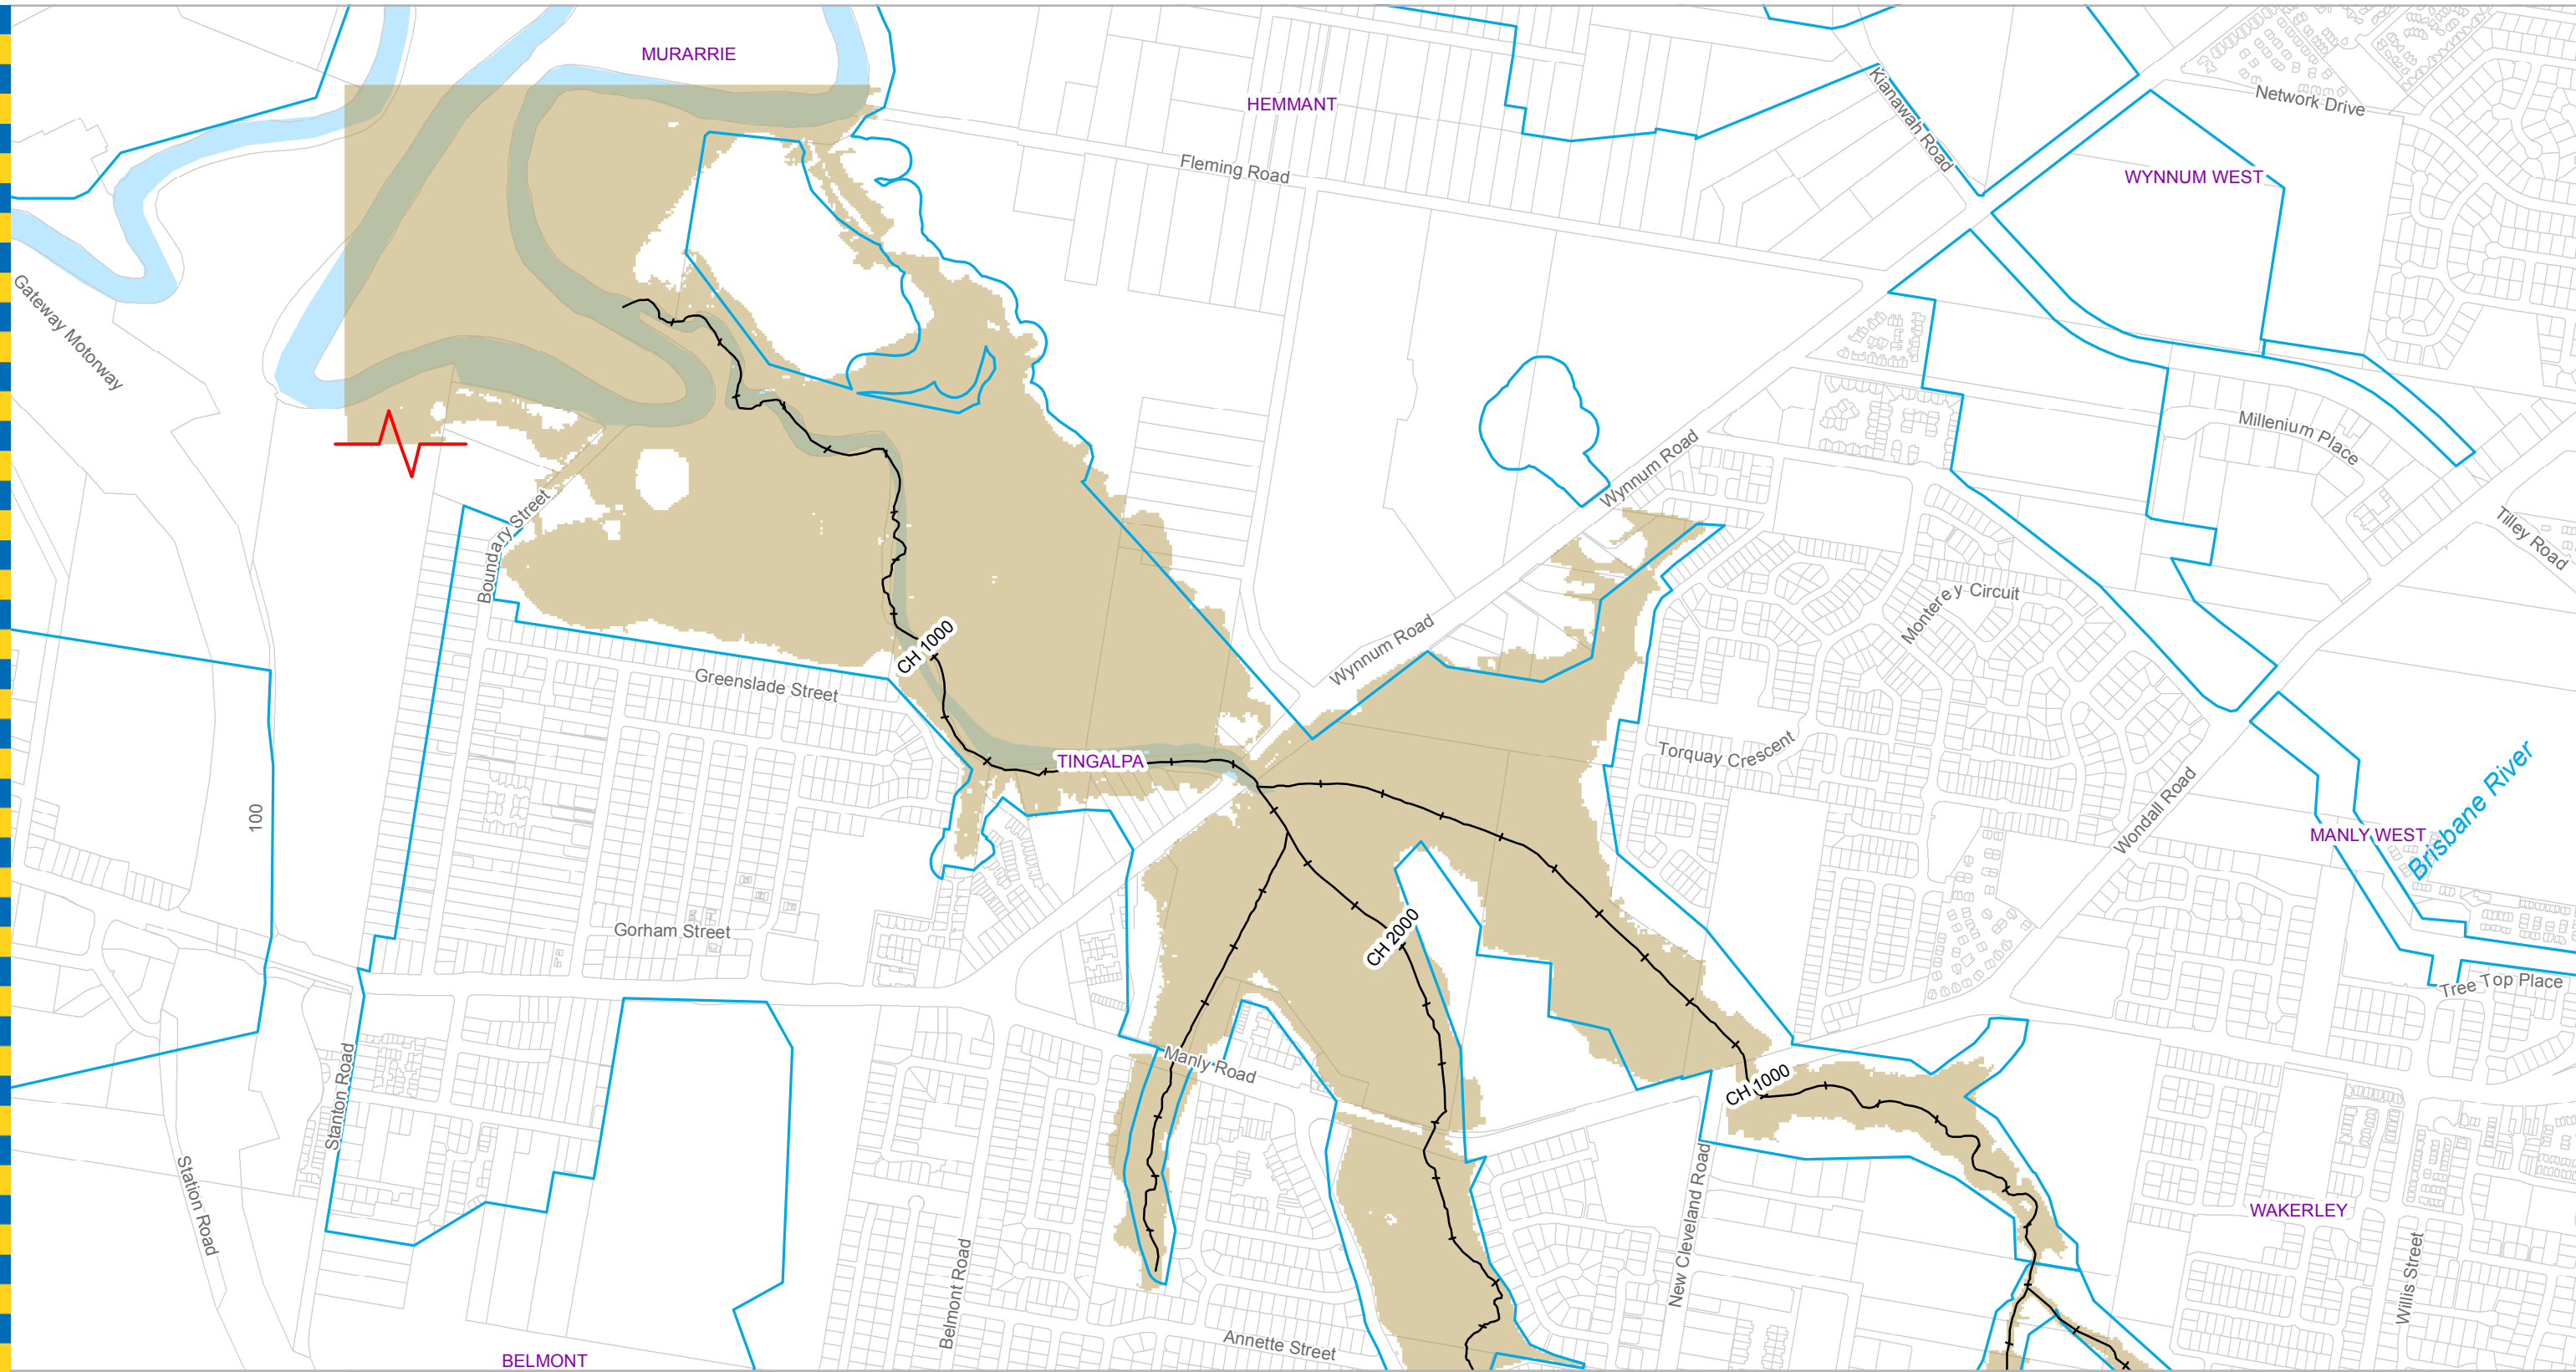 MURARRIE
HEMMANT
Kianawah Road
Network Drive
Fleming Road
WYNNUM WEST
Gateway Motorway
Millenium Place
Wynnum Road
Tilley Road
Boundary Street
Monterey Circuit
Wynnum Road
CH 1000
Greenslade Street
Torquay Crescent
TINGALPA
Brisbane River
Wondall Road
100
MANLY WEST
Gorham Street
CH 2000
Tree Top Place
Manly Road
CH 1000
Stanton Road
Station Road
New Cleveland Road
WAKERLEY
Belmont Road
Willis Street
Annette Street
BELMONT